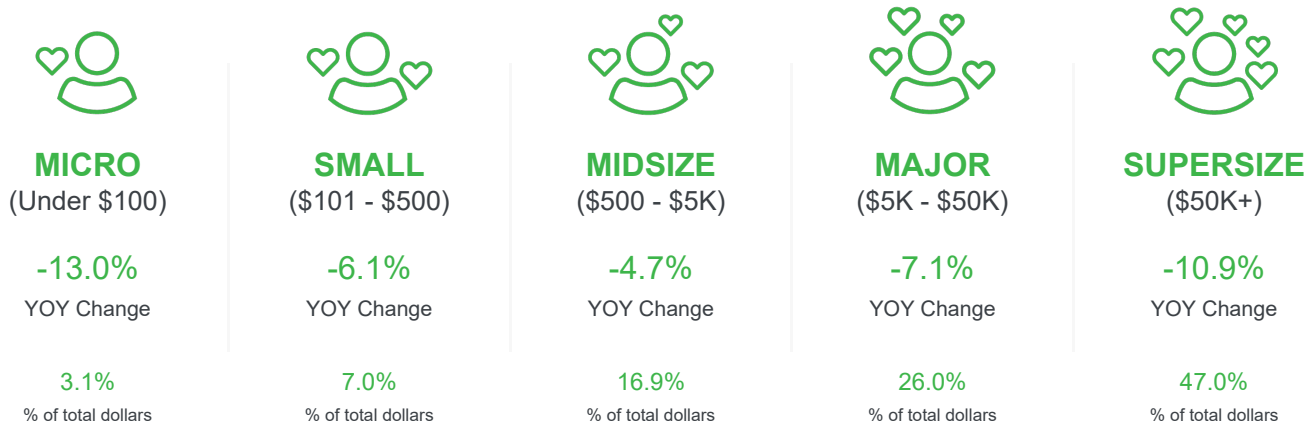 MICRO
(Under $100)
-13.0%
YOY Change
3.1%
% of total dollars
SMALL
($101 - $500)
-6.1%
YOY Change
7.0%
% of total dollars
MIDSIZE
($500 - $5K)
-4.7%
YOY Change
16.9%
% of total dollars
MAJOR
($5K - $50K)
-7.1%
YOY Change
26.0%
% of total dollars
SUPERSIZE
($50K+)
-10.9%
YOY Change
47.0%
% of total dollars